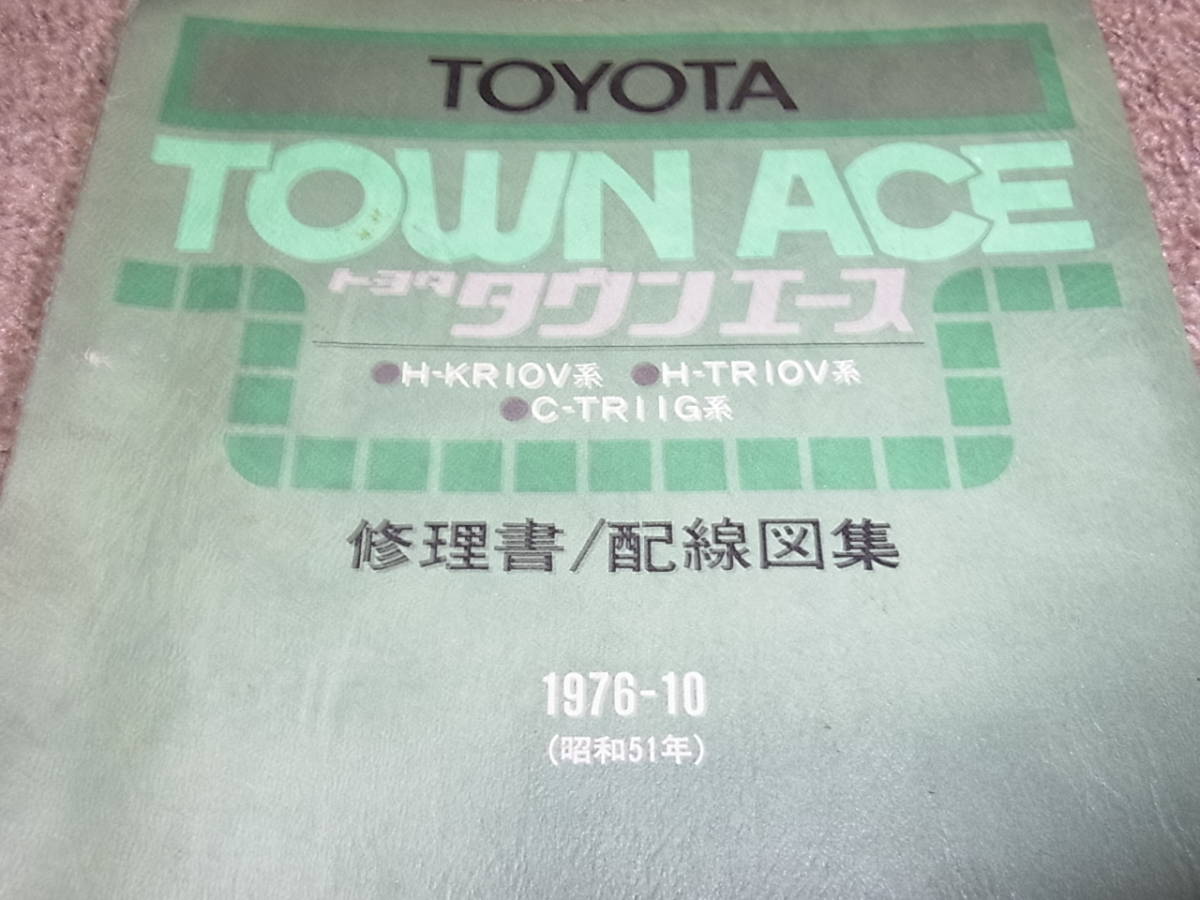 TOYOTA
TOWN ACE
トヨタ タウンエース
●H-KR10V系 ●H-TR10V系
●C-TR11G系
修理書/配線図集
1976-10
(昭和51年)